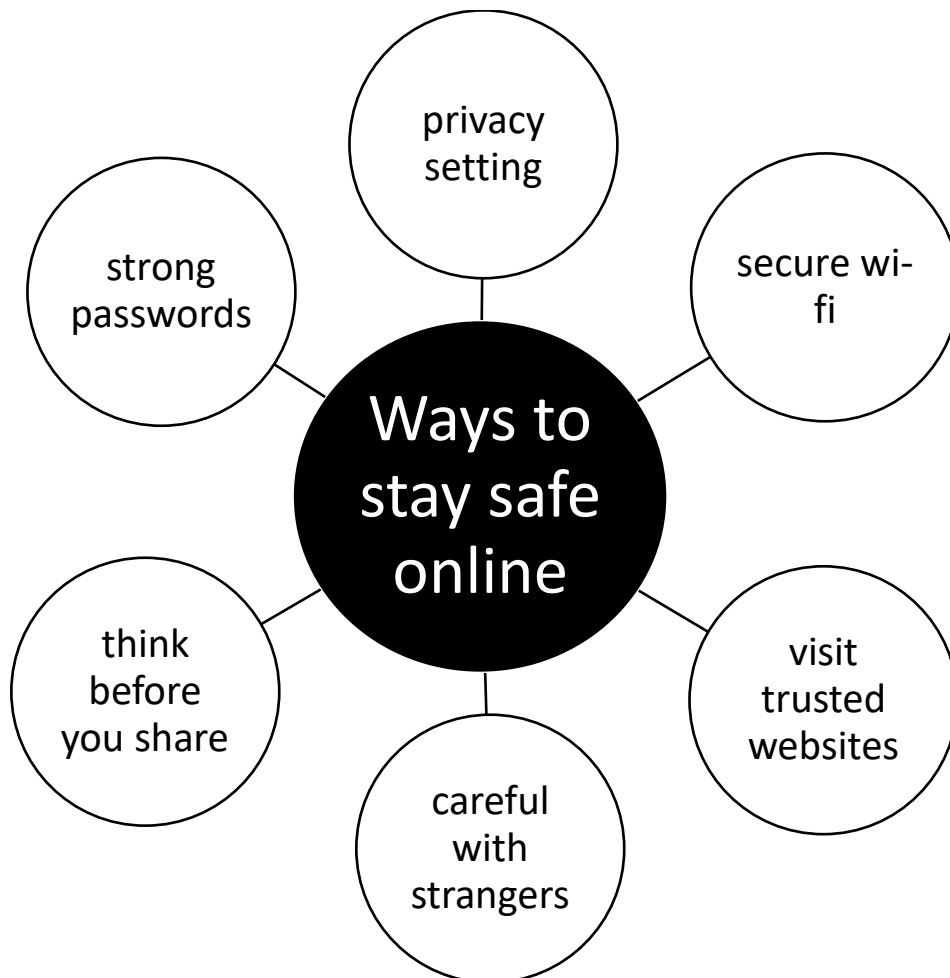 privacy
setting
strong
passwords
secure wi-
fi
Ways to
stay safe
online
think
before
you share
visit
trusted
websites
careful
with
strangers